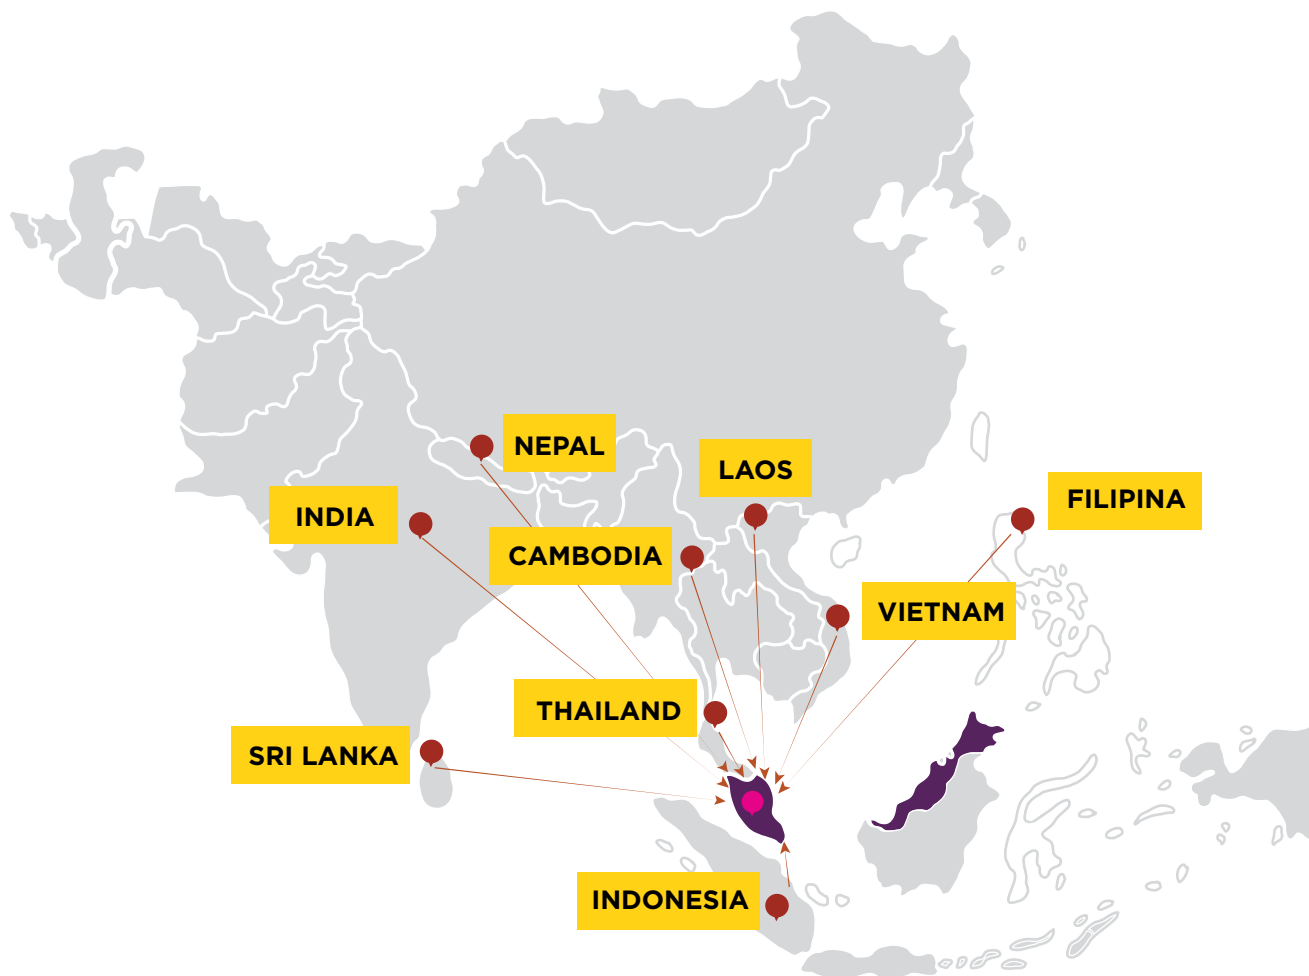 NEPAL
LAOS
FILIPINA
INDIA
CAMBODIA
VIETNAM
THAILAND
SRI LANKA
INDONESIA